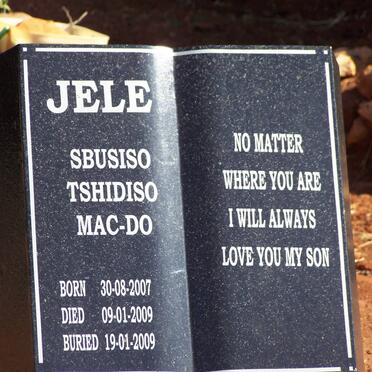 JELE
SBUSISO
TSHIDISO
MAC-DO
BORN 30-08-2007
DIED 09-01-2009
BURIED 19-01-2009
NO MATTER
WHERE YOU ARE
I WILL ALWAYS
LOVE YOU MY SON